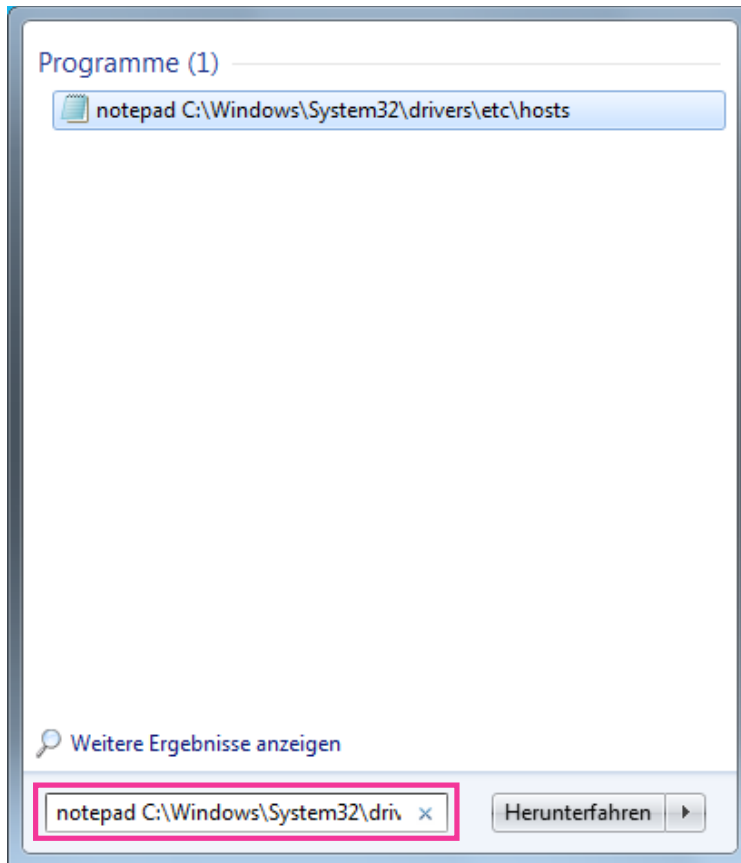 Programme (1)
notepad C:\Windows\System32\drivers\etc\hosts
Weitere Ergebnisse anzeigen
notepad C:\Windows\System32\driv
Herunterfahren